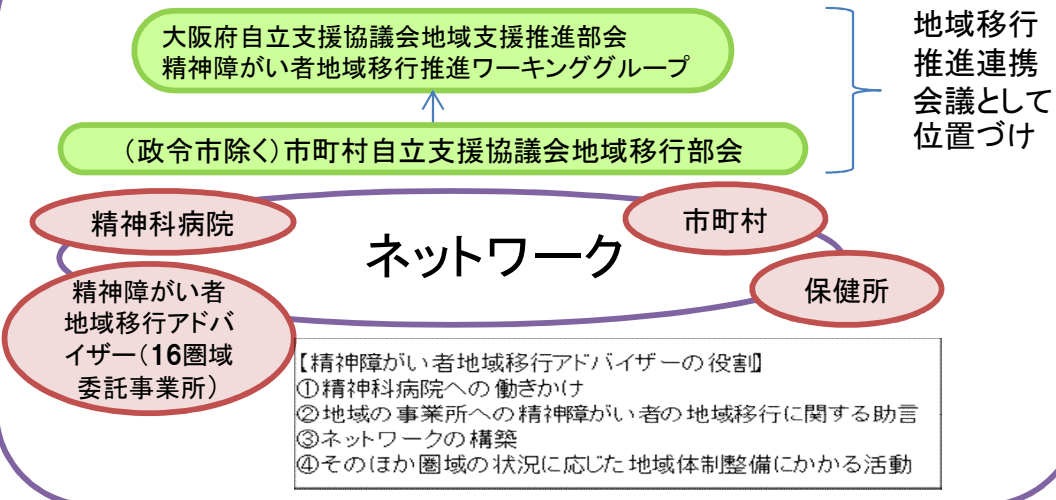 大阪府自立支援協議会地域支援推進部会
精神障がい者地域移行推進ワーキンググループ
地域移行
推進連携
会議として
位置づけ
(政令市除く)市町村自立支援協議会地域移行部会
精神科病院
市町村
ネットワーク
保健所
精神障がい者
地域移行アドバ
イザー(16圏域
委託事業所)
【精神障がい者地域移行アドバイザーの役割】
①精神科病院への働きかけ
②地域の事業所への精神障がい者の地域移行に関する助言
③ネットワークの構築
④そのほか圏域の状況に応じた地域体制整備にかかる活動